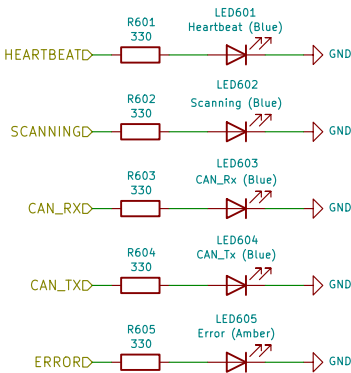 R601
330
LED601
Heartbeat (Blue)
HEARTBEAT
GND
R602
330
LED602
Scanning (Blue)
SCANNING
GND
R603
330
LED603
CAN_Rx (Blue)
CAN_RX
GND
R604
330
LED604
CAN_Tx (Blue)
CAN_TX
GND
R605
330
LED605
Error (Amber)
ERROR
GND